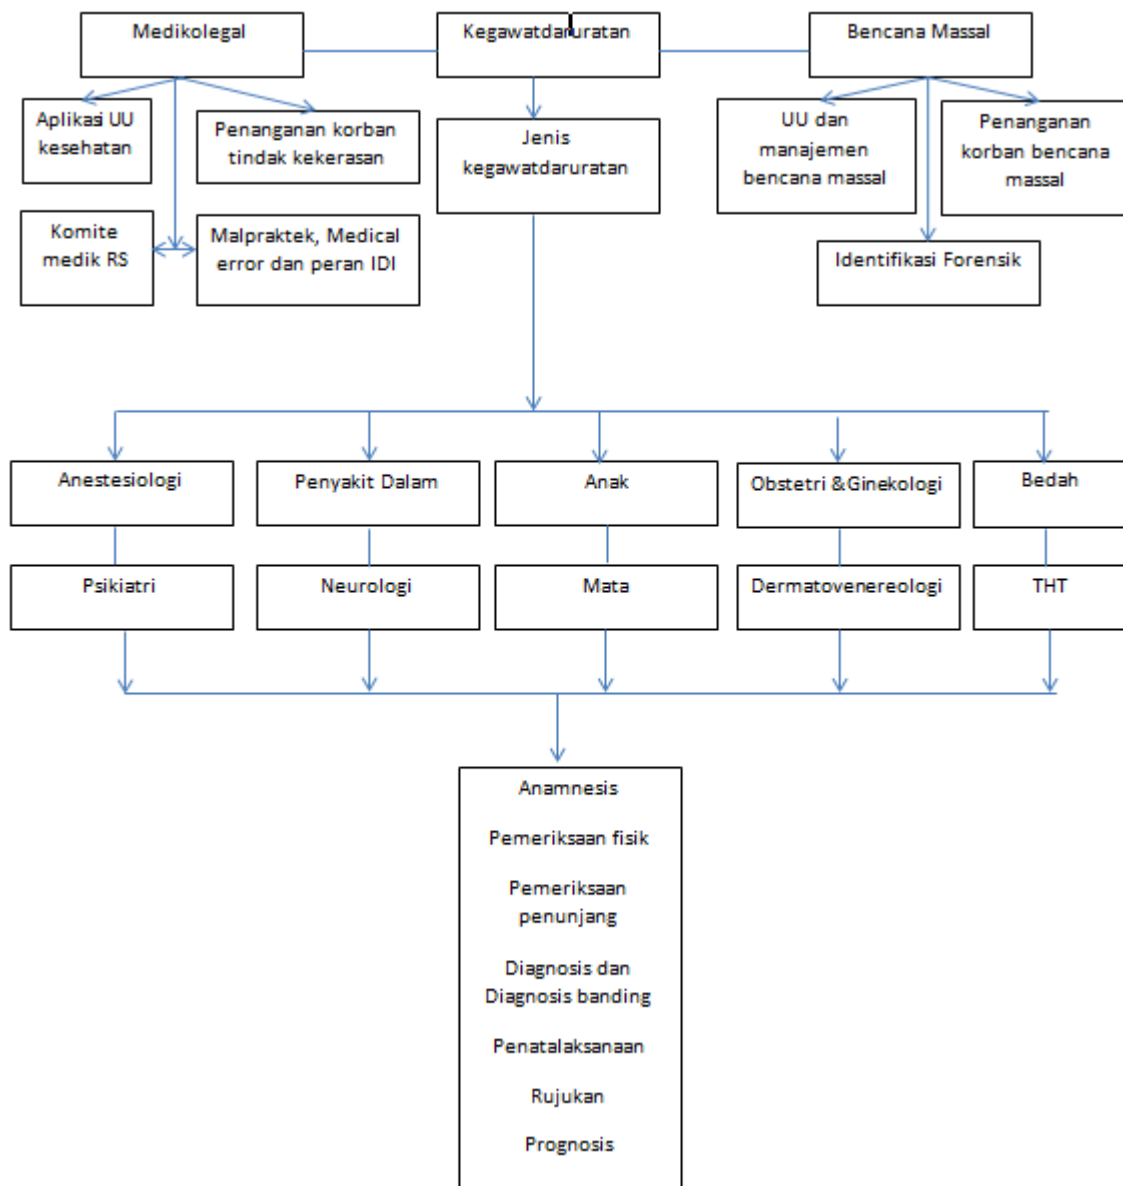 Medikolegal
Kegawatdaruratan
Bencana Massal
Aplikasi UU
kesehatan
Penanganan korban
tindak kekerasan
Jenis
kegawatdaruratan
UU dan
manajemen
bencana massal
Penanganan
korban bencana
massal
Komite
medik RS
Malpraktek, Medical
error dan peran IDI
Identifikasi Forensik
Anestesiologi
Penyakit Dalam
Anak
Obstetri &Ginekologi
Bedah
Psikiatri
Neurologi
Mata
Dermatovenereologi
THT
Anamnesis
Pemeriksaan fisik
Pemeriksaan
penunjang
Diagnosis dan
Diagnosis banding
Penatalaksanaan
Rujukan
Prognosis